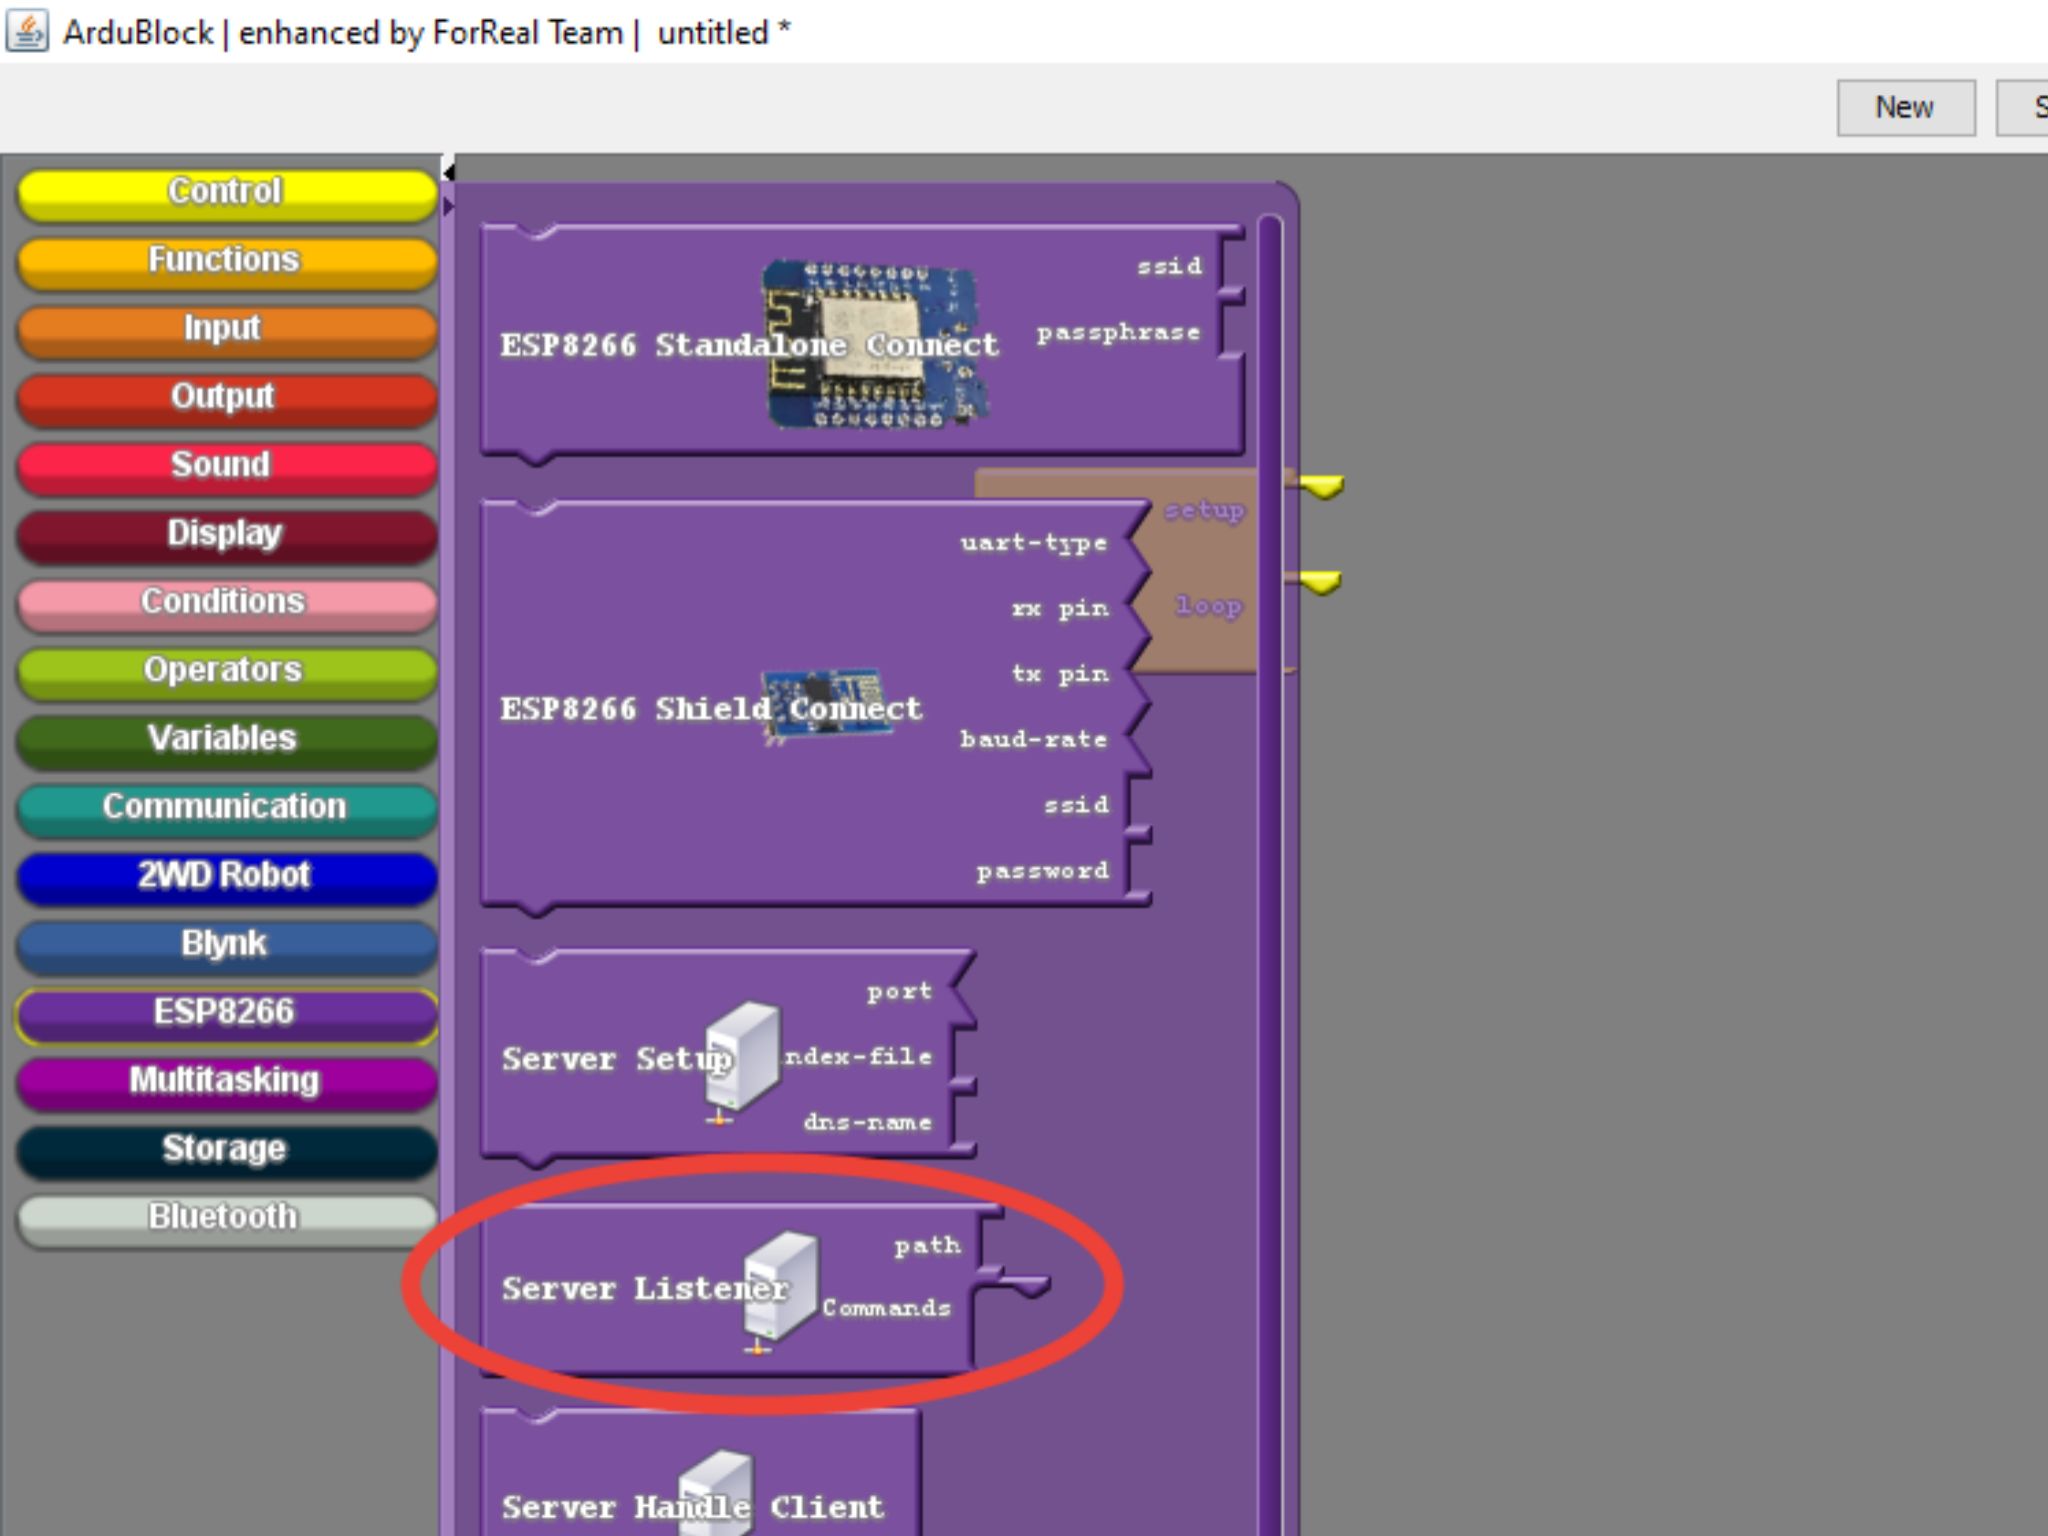 ArduBlock | enhanced by ForReal Team | untitled *
New
Control
Functions
Input
Output
Sound
Display
Conditions
Operators
Variables
Communication
2WD Robot
Blynk
ESP8266
Multitasking
Storage
Bluetooth
ssid
passphrase
ESP8266 Standalone Connect
setup
loop
uart-type
rx pin
tx pin
baud-rate
ssid
password
ESP8266 Shield Connect
port
ndex-file
dns-name
Server Setup
path
Commands
Server Listener
Server Handle Client